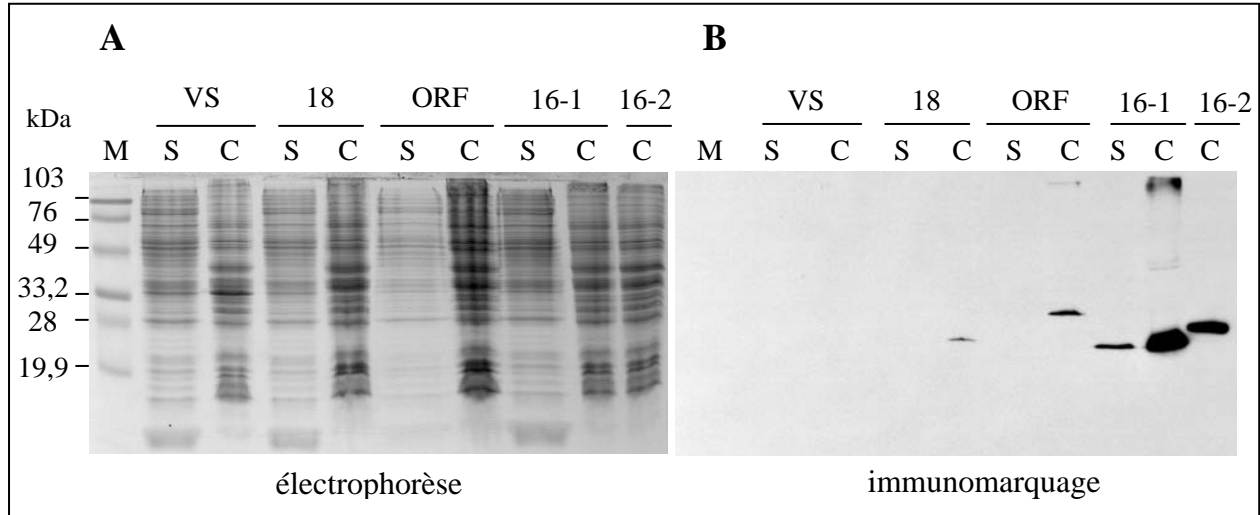 A
B
VS 18 ORF 16-1 16-2
VS 18 ORF 16-1 16-2
kDa
M S C S C S C S C C
M S C S C S C S C C
103
76
49
33,2
28
19,9
électrophorèse
immunomarquage